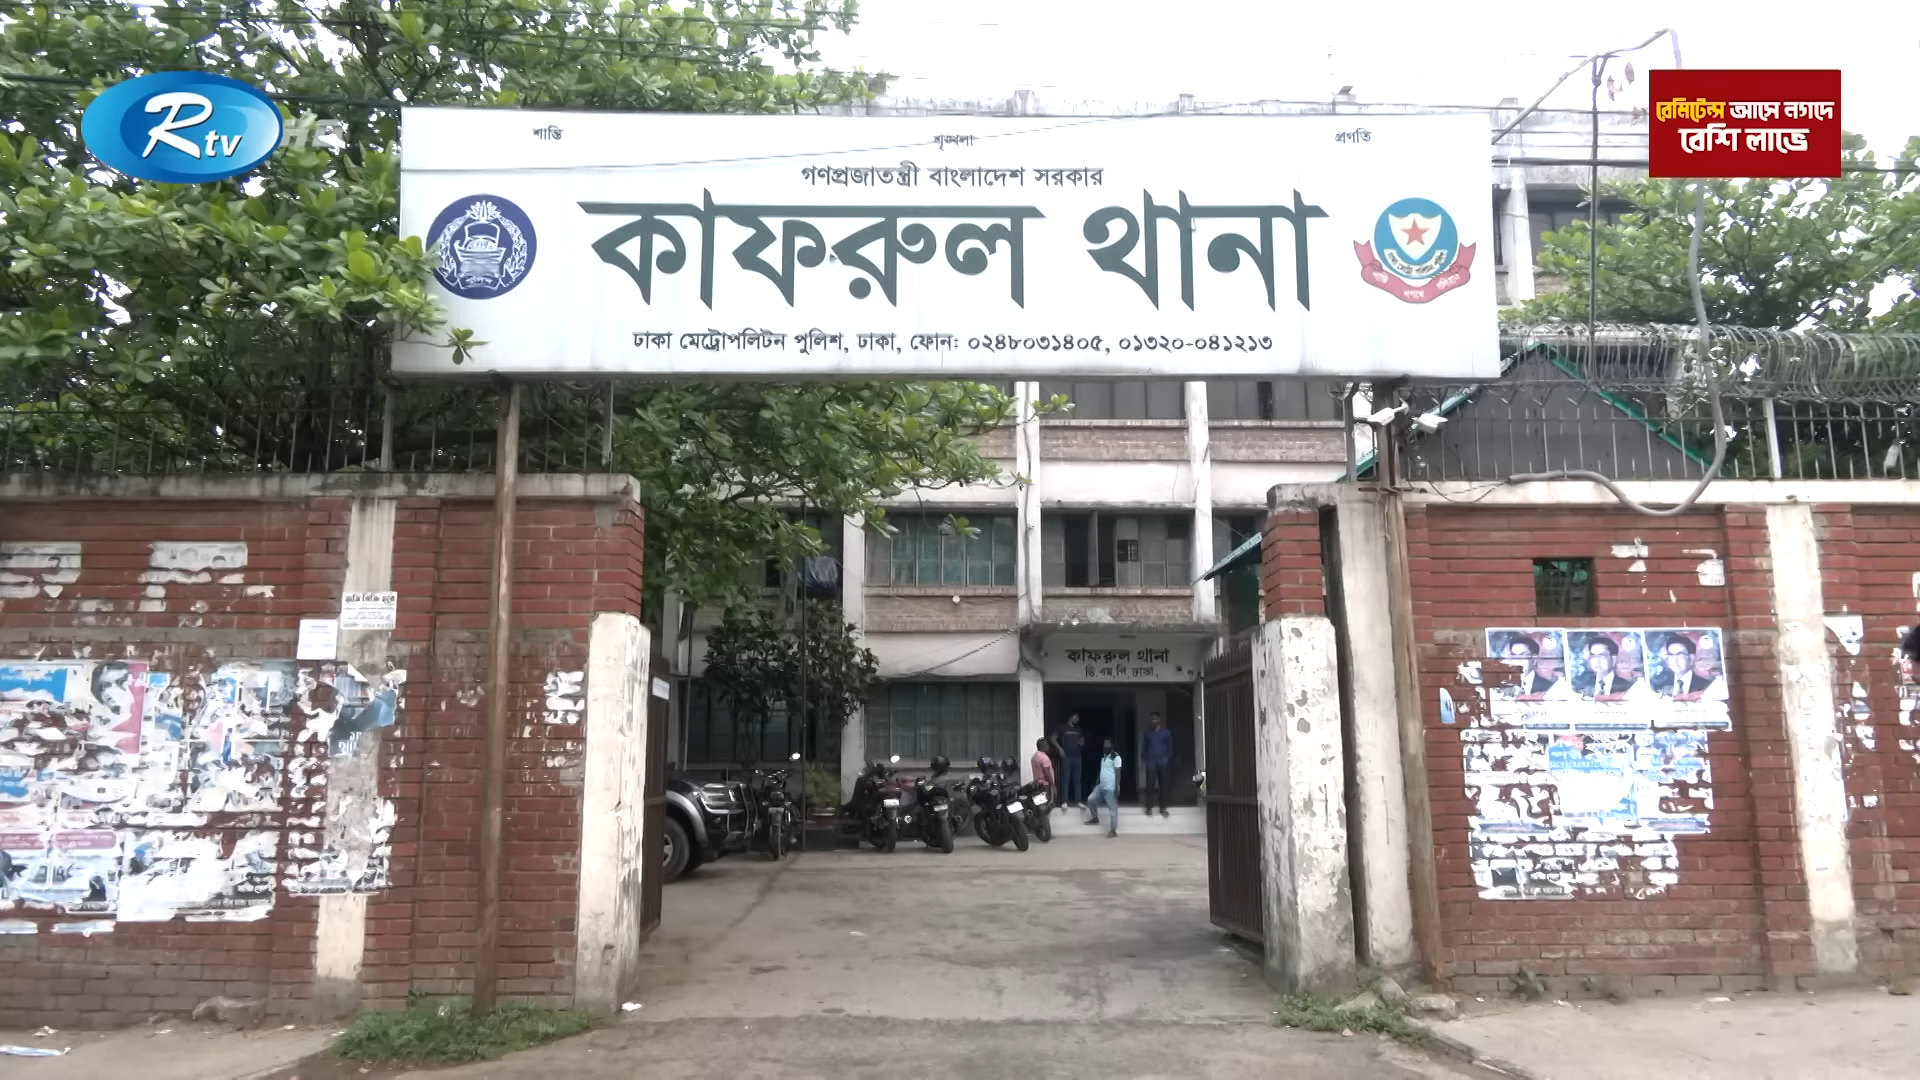 Rtv
রেমিটেন্স আসে নগদে
বেশি লাভে
শান্তি শৃঙ্খলা প্রগতি
গণপ্রজাতন্ত্রী বাংলাদেশ সরকার
কাফরুল থানা
ঢাকা মেট্রোপলিটন পুলিশ, ঢাকা, ফোন: ০২৪৮০৩১৪০৫, ০১৩২০-০৪১২১৩
কাফরুল থানা
ডি.এম.পি, ঢাকা,